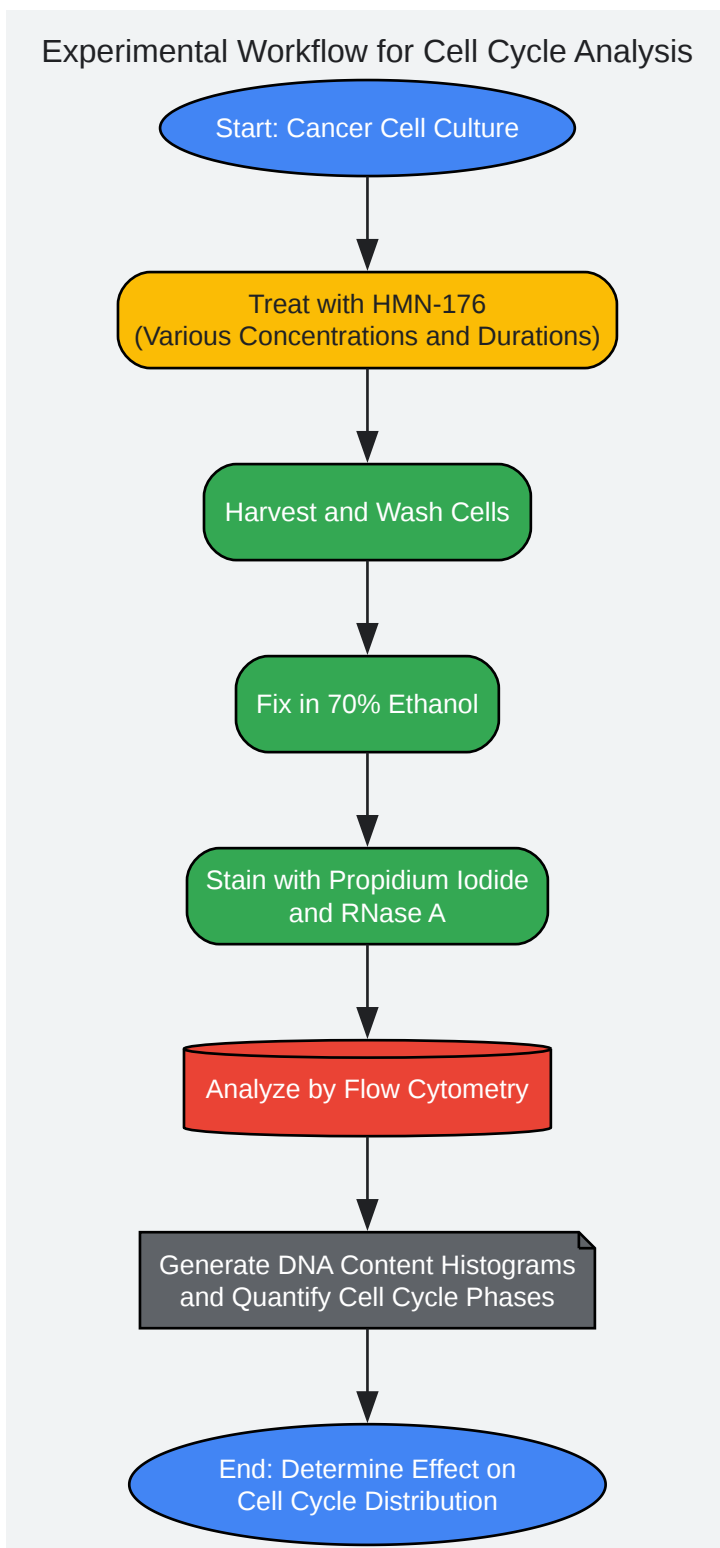 Experimental Workflow for Cell Cycle Analysis
Start: Cancer Cell Culture
Treat with HMN-176
(Various Concentrations and Durations)
Harvest and Wash Cells
Fix in 70% Ethanol
Stain with Propidium Iodide
and RNase A
Analyze by Flow Cytometry
Generate DNA Content Histograms
and Quantify Cell Cycle Phases
End: Determine Effect on
Cell Cycle Distribution